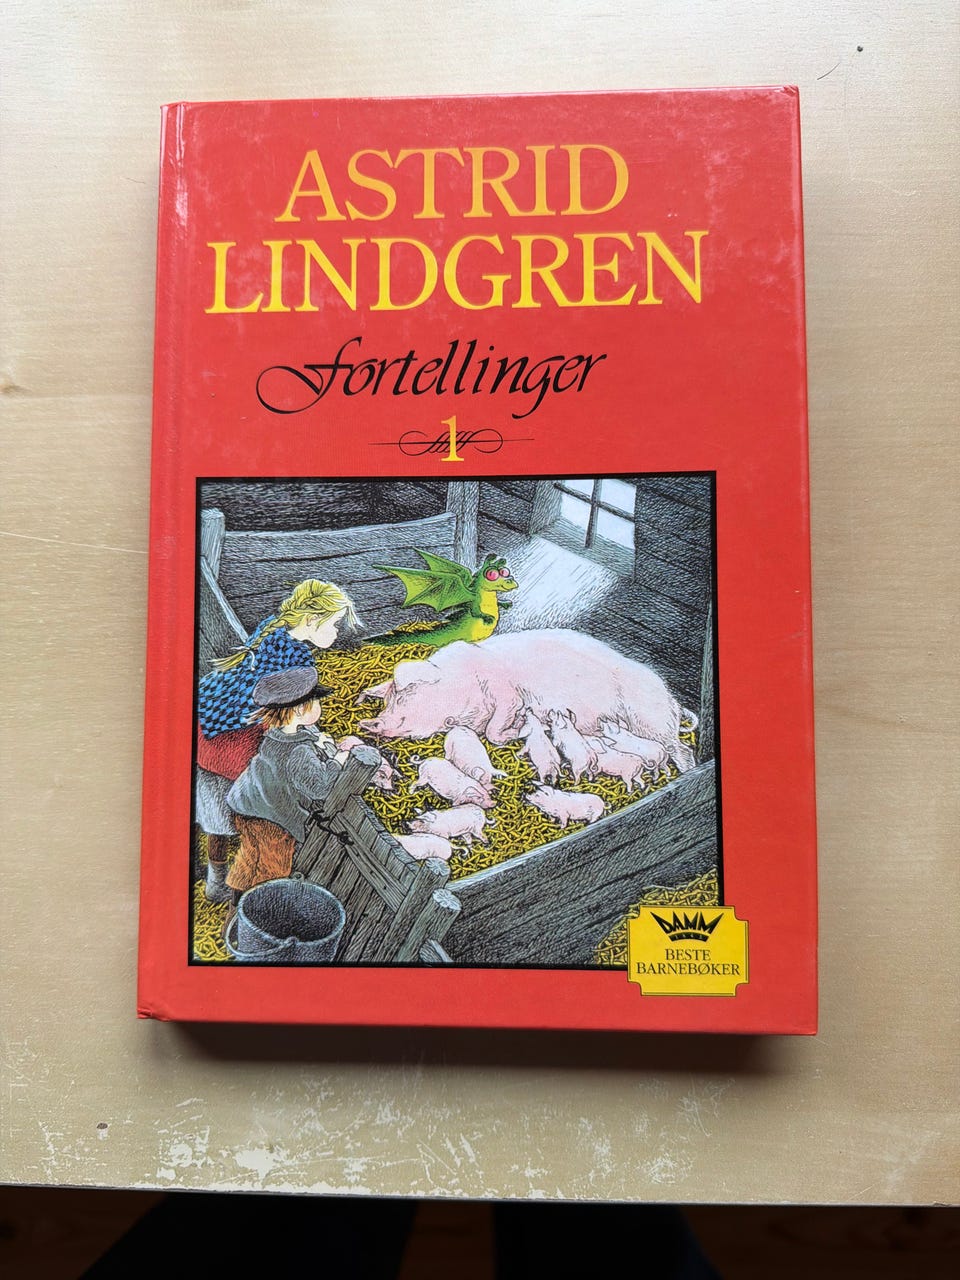 ASTRID
LINDGREN
fortellinger
1
DAMM
BESTE
BARNEBØKER